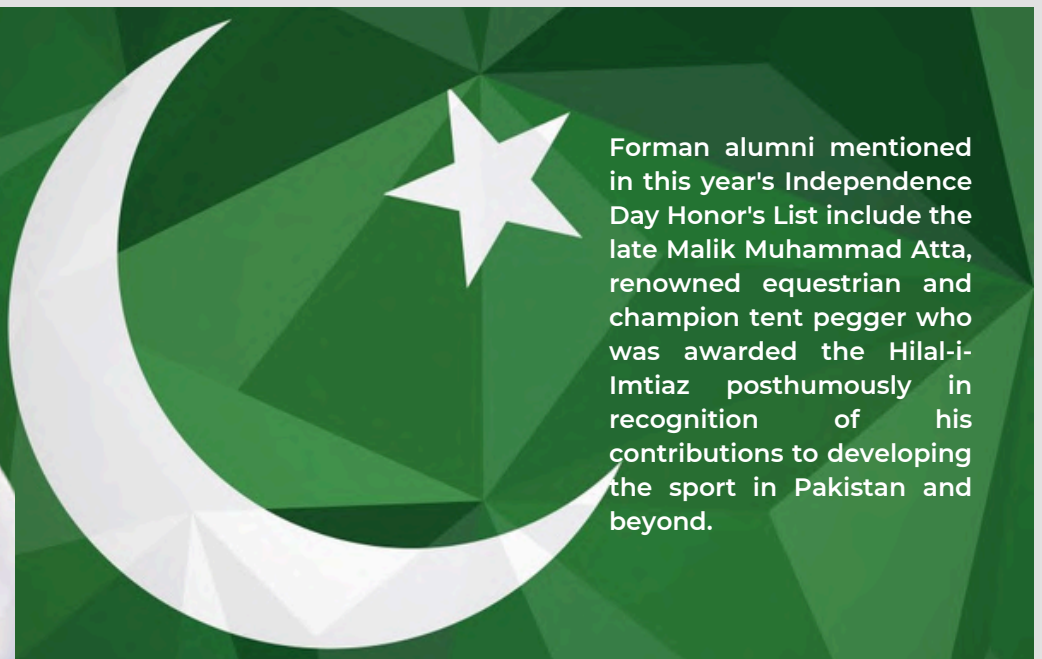 Forman alumni mentioned
in this year's Independence
Day Honor's List include the
late Malik Muhammad Atta,
renowned equestrian and
champion tent pegger who
was awarded the Hilal-i-
Imtiaz posthumously in
recognition of his
contributions to developing
the sport in Pakistan and
beyond.